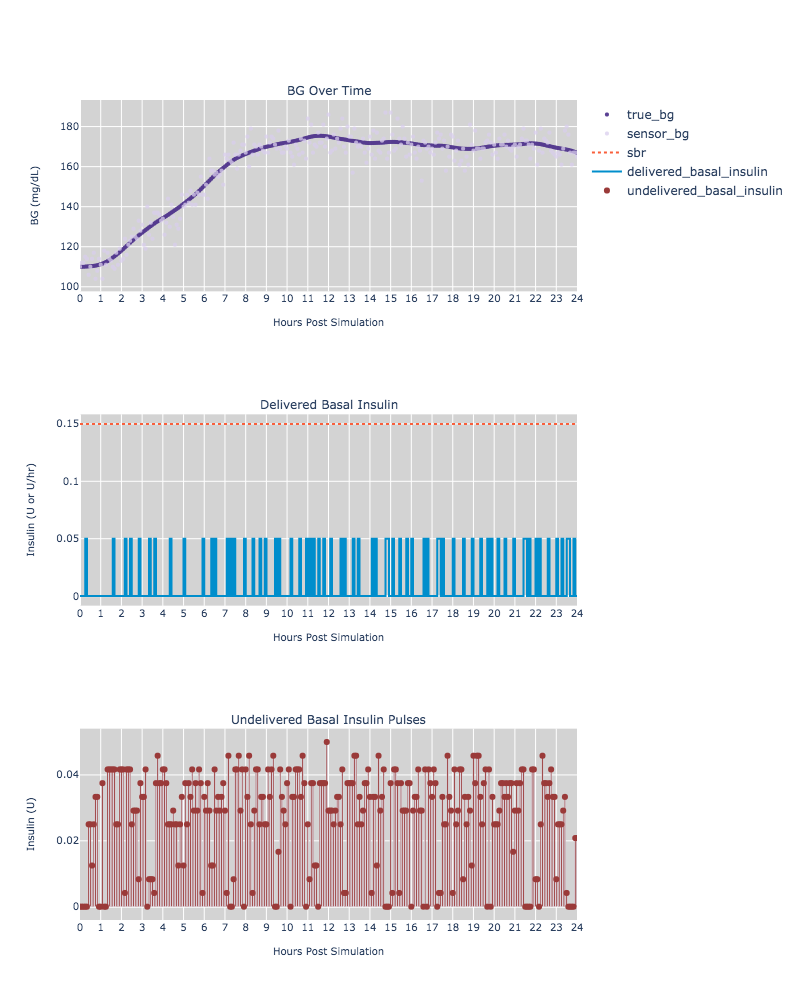 BG Over Time
180
160
140
120
100
BG (mg/dL)
0 1 2 3 4 5 6 7 8 9 10 11 12 13 14 15 16 17 18 19 20 21 22 23 24
Hours Post Simulation
true_bg
sensor_bg
sbr
delivered_basal_insulin
undelivered_basal_insulin
Delivered Basal Insulin
0.15
0.1
0.05
0
Insulin (U or U/hr)
0 1 2 3 4 5 6 7 8 9 10 11 12 13 14 15 16 17 18 19 20 21 22 23 24
Hours Post Simulation
Undelivered Basal Insulin Pulses
0.04
0.02
0
Insulin (U)
0 1 2 3 4 5 6 7 8 9 10 11 12 13 14 15 16 17 18 19 20 21 22 23 24
Hours Post Simulation